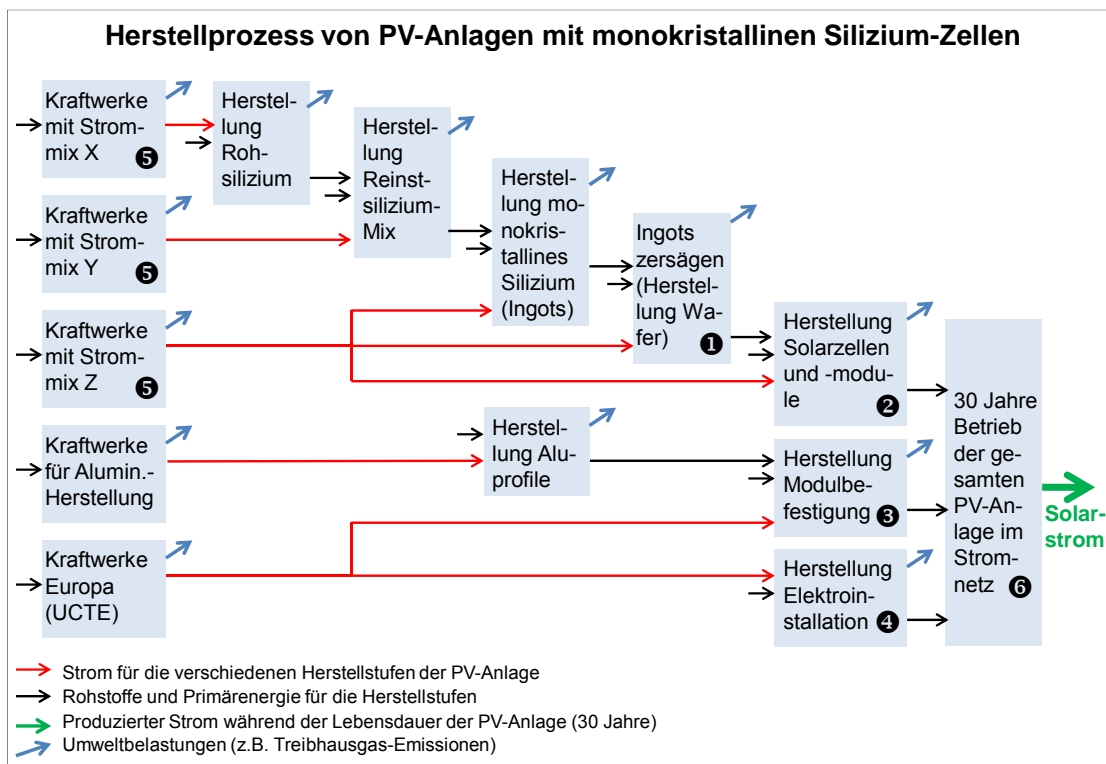 Herstellprozess von PV-Anlagen mit monokristallinen Silizium-Zellen
Kraftwerke
mit Strom-
mix X ❺
Herstel-
lung
Roh-
silizium
Herstel-
lung
Reinst-
silizium-
Mix
Herstel-
lung mo-
nokris-
tallines
Silizium
(Ingots)
Ingots
zersägen
(Herstel-
lung Wa-
fer) ❶
Kraftwerke
mit Strom-
mix Y ❺
Kraftwerke
mit Strom-
mix Z ❺
Herstellung
Solarzellen
und -modu-
le ❷
Kraftwerke
für Alumin.-
Herstellung
Herstel-
lung Alu-
profile
Herstellung
Modulbe-
festigung ❸
Kraftwerke
Europa
(UCTE)
Herstellung
Elektroin-
stallation ❹
30 Jahre
Betrieb
der ge-
samten
PV-An-
lage im
Strom-
netz ❻
Solar-
strom
Strom für die verschiedenen Herstellstufen der PV-Anlage
Rohstoffe und Primärenergie für die Herstellstufen
Produzierter Strom während der Lebensdauer der PV-Anlage (30 Jahre)
Umweltbelastungen (z.B. Treibhausgas-Emissionen)